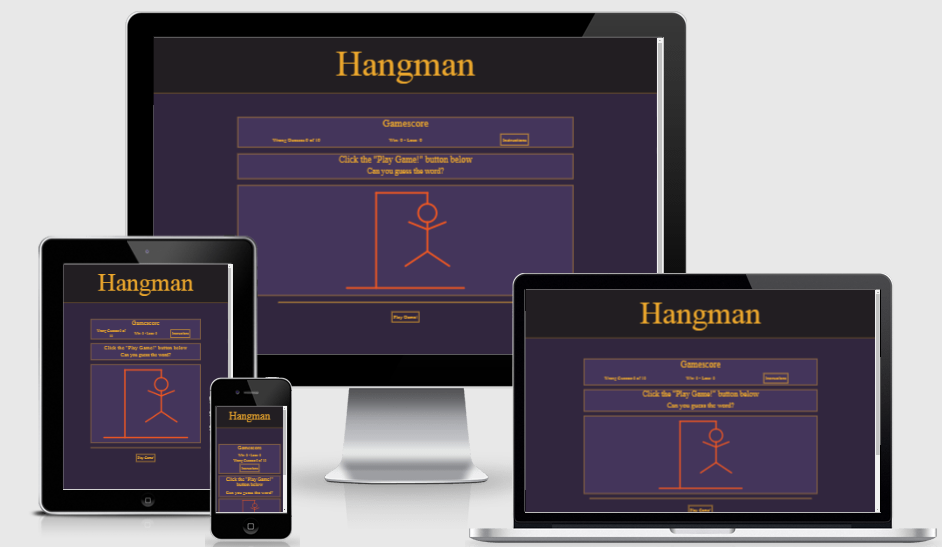 Hangman
Gamescore
Wrong Guesses 0 of 10 Win: 0 - Loss: 0 Instructions
Click the "Play Game!" button below
Can you guess the word?
Play Game!
Hangman
Gamescore
Wrong Guesses 0 of
10 Win: 0 - Loss: 0 Instructions
Click the "Play Game!" button below
Can you guess the word?
Play Game!
Hangman
Gamescore
Win: 0 - Loss: 0
Wrong Guesses 0 of 10
Instructions
Click the "Play Game!"
button below
Can you guess the word?
Hangman
Gamescore
Wrong Guesses 0 of 10 Win: 0 - Loss: 0 Instructions
Click the "Play Game!" button below
Can you guess the word?
Play Game!